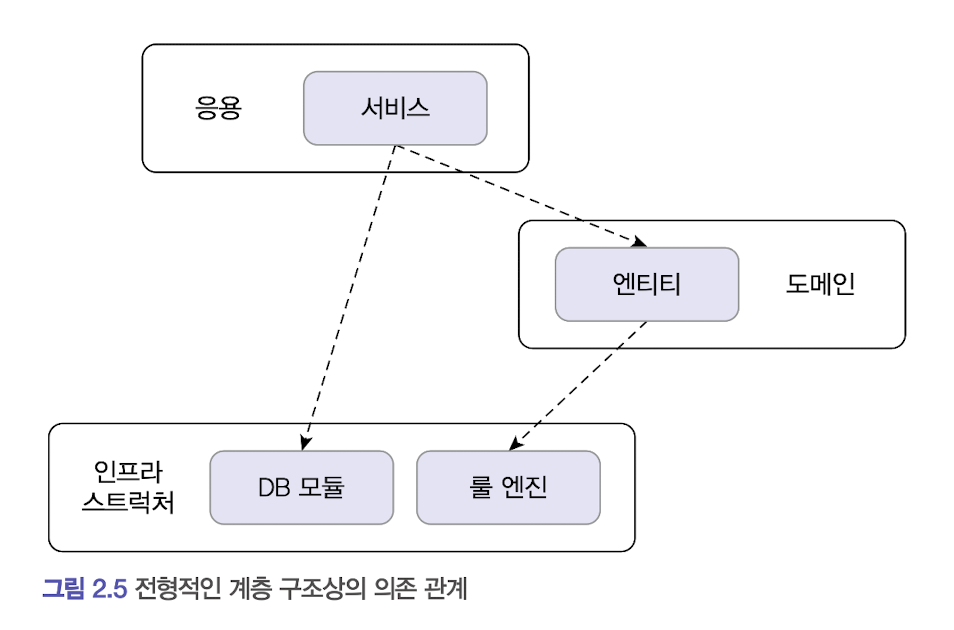 응용
서비스
엔티티
도메인
인프라
스트럭처
DB 모듈
룰 엔진
그림 2.5 전형적인 계층 구조상의 의존 관계